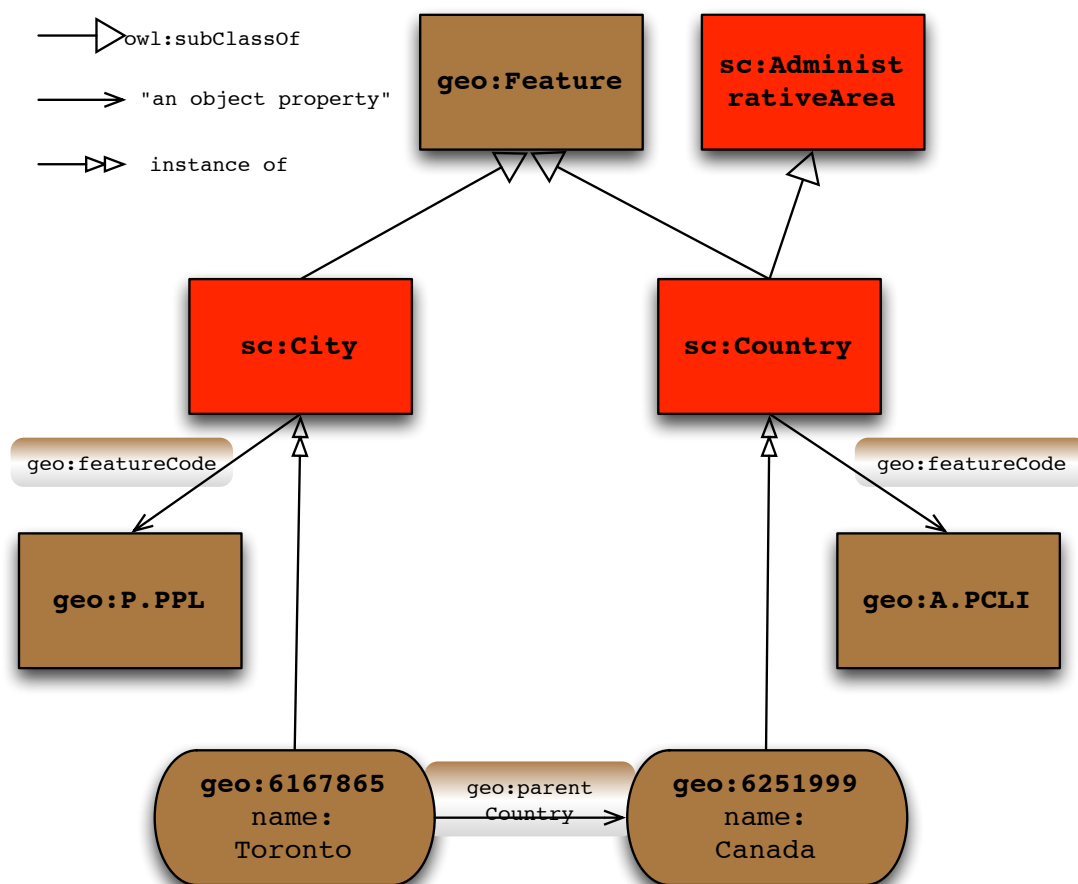 owl:subClassOf
"an object property"
instance of
geo:Feature
sc:Administ
rativeArea
sc:City
sc:Country
geo:featureCode
geo:featureCode
geo:P.PPL
geo:A.PCLI
geo:6167865
name:
Toronto
geo:parent
Country
geo:6251999
name:
Canada